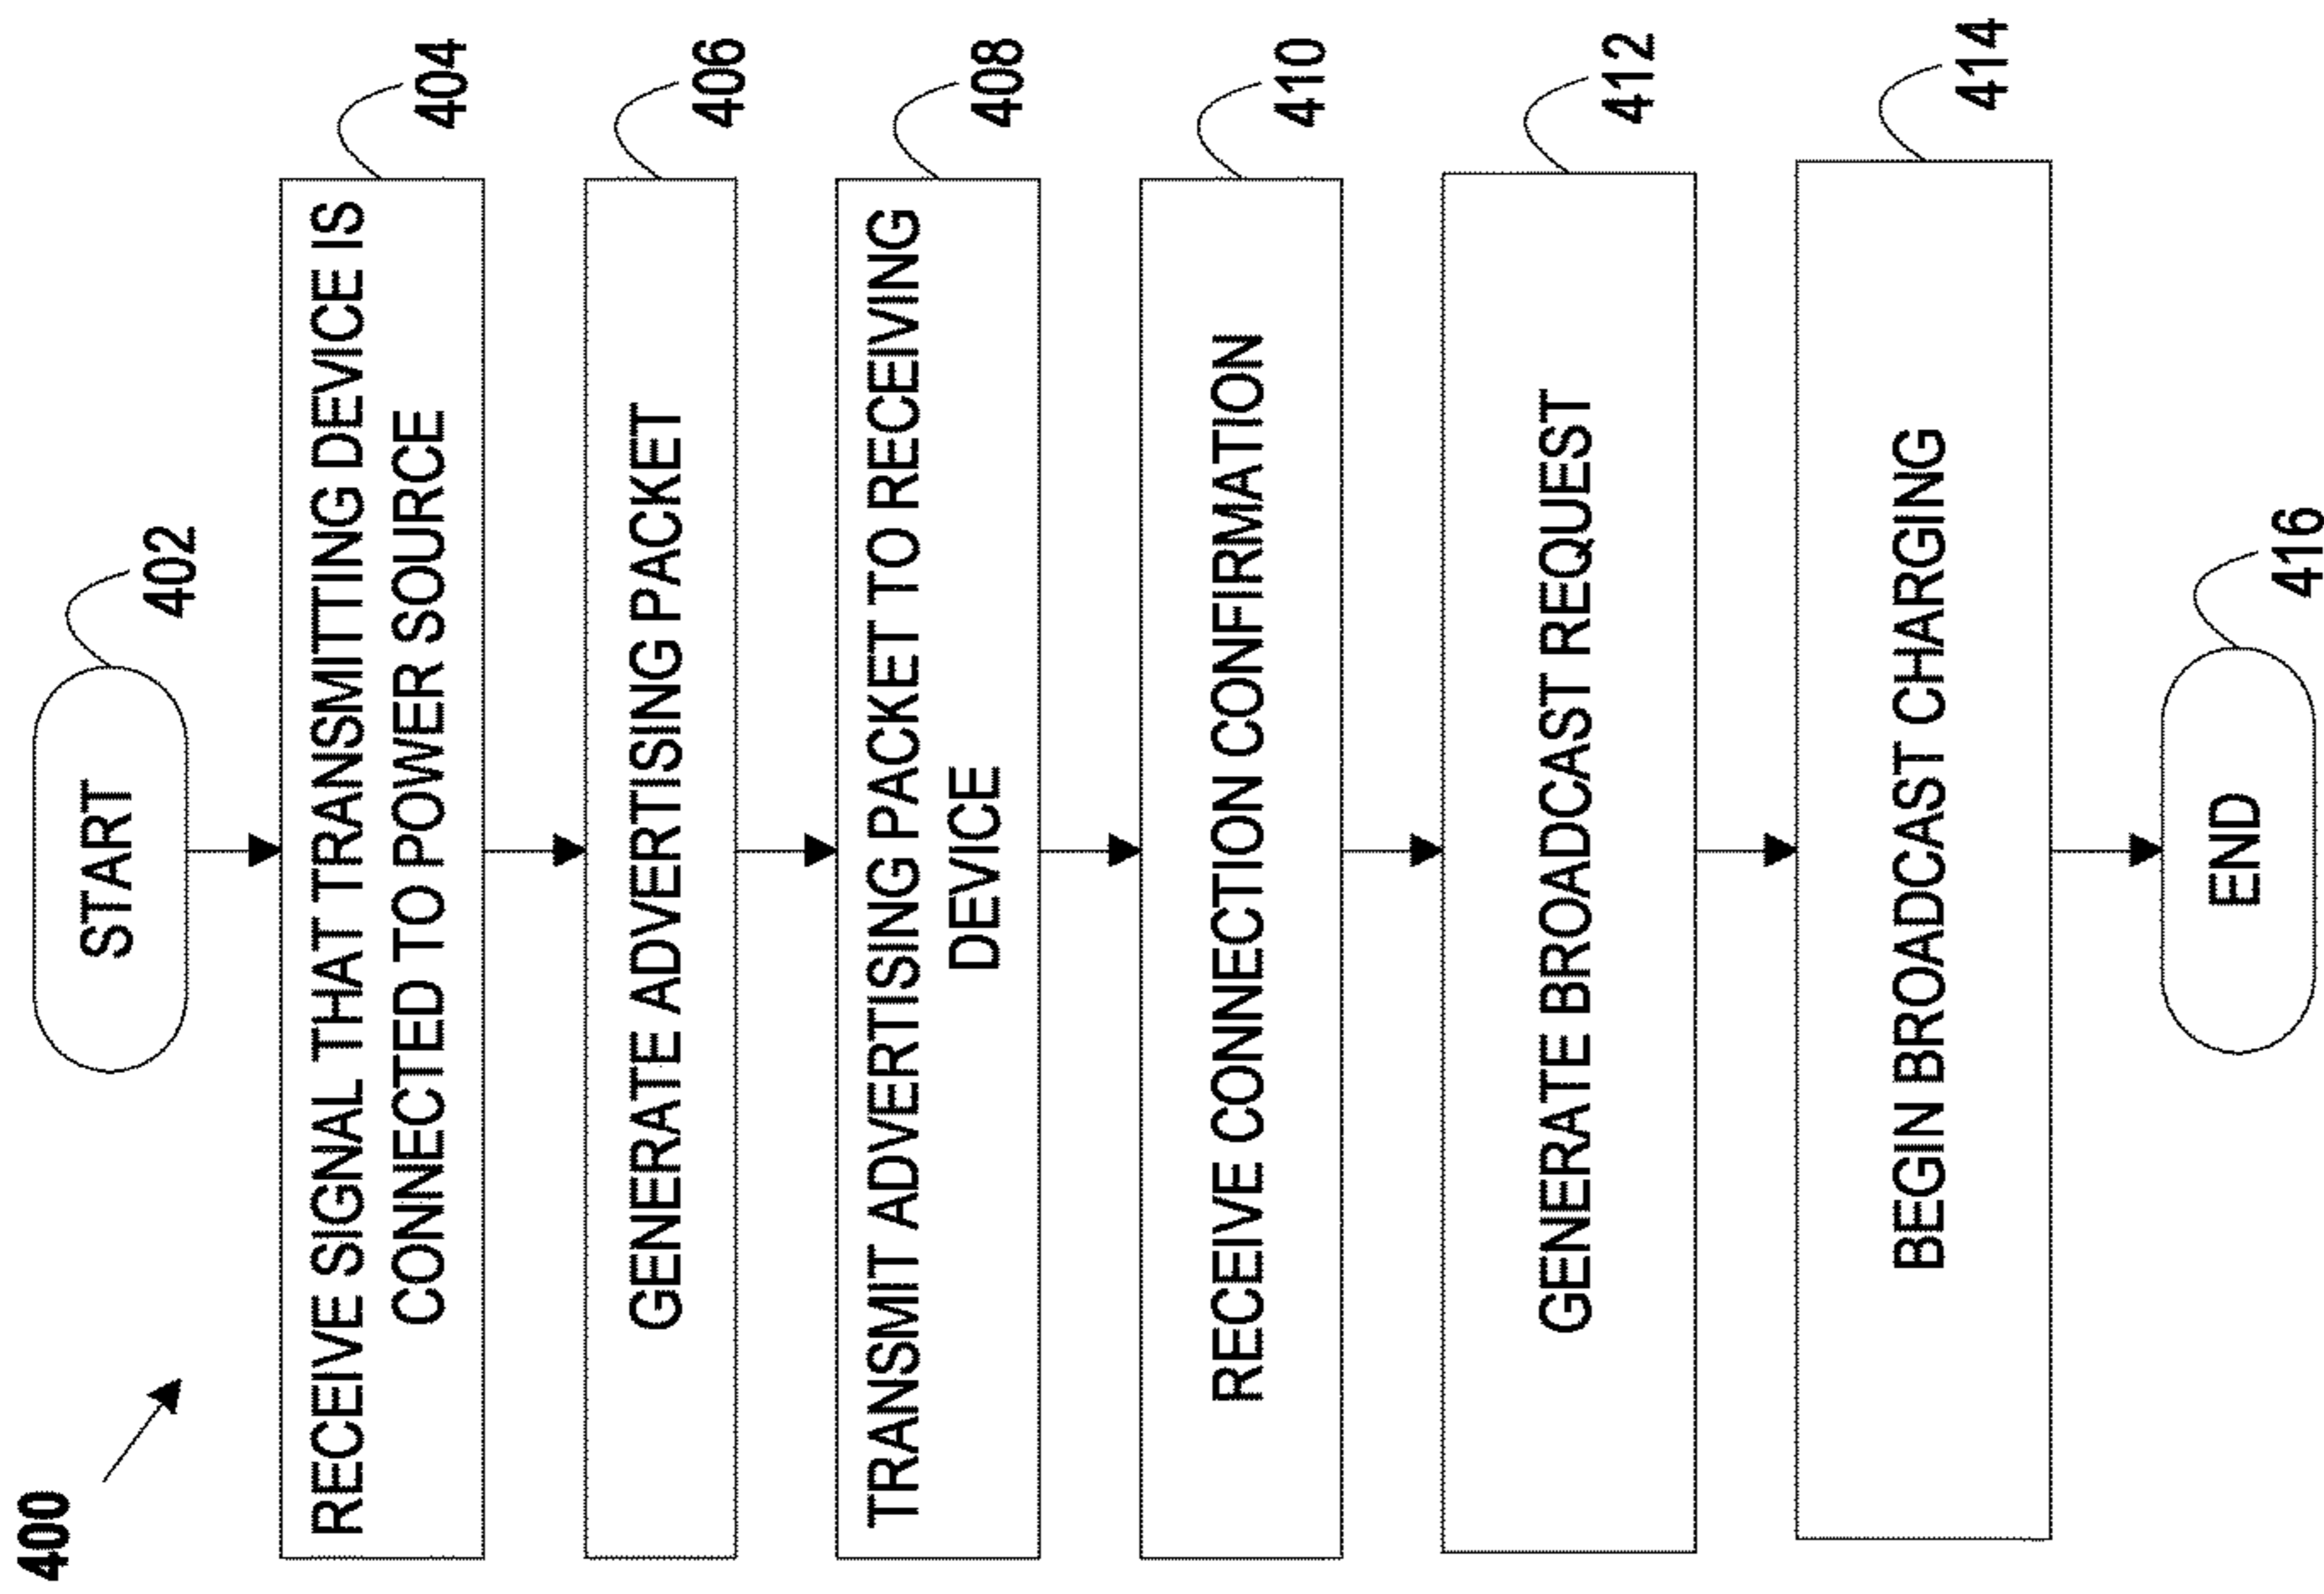 400
START
402
RECEIVE SIGNAL THAT TRANSMITTING DEVICE IS
CONNECTED TO POWER SOURCE
404
GENERATE ADVERTISING PACKET
406
TRANSMIT ADVERTISING PACKET TO RECEIVING
DEVICE
408
RECEIVE CONNECTION CONFIRMATION
410
GENERATE BROADCAST REQUEST
412
BEGIN BROADCAST CHARGING
414
END
416